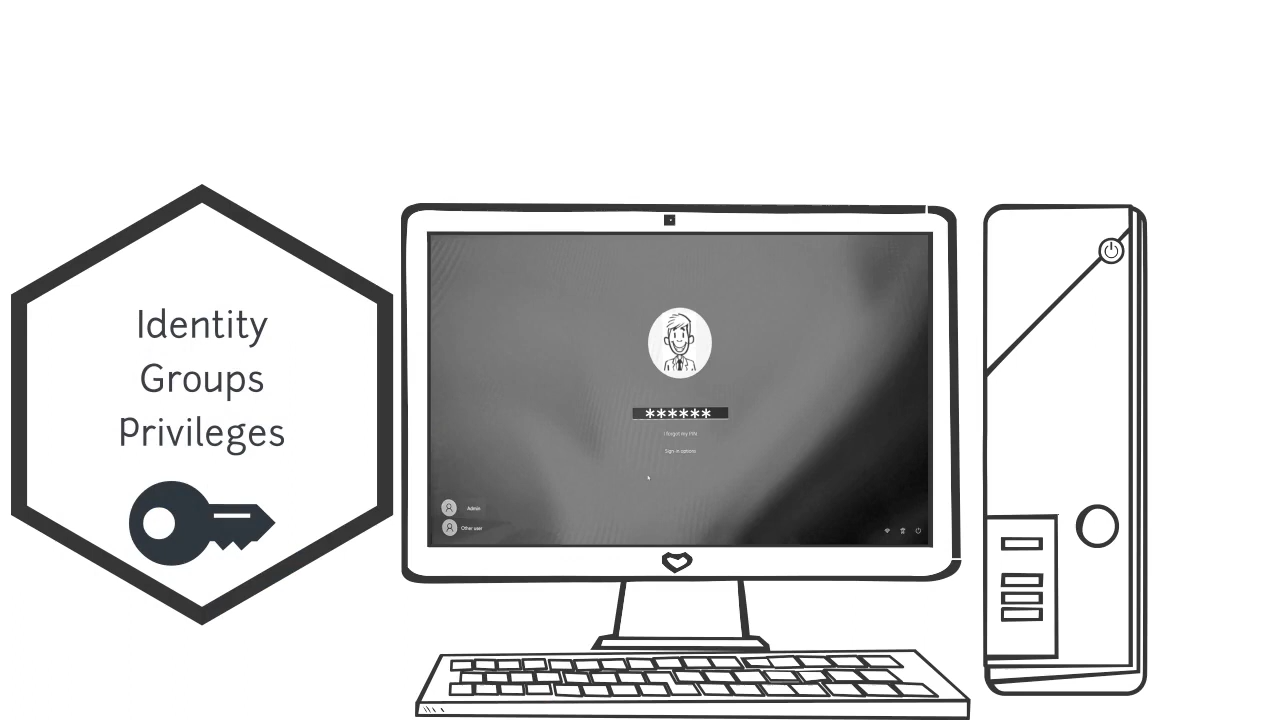 Identity
Groups
Privileges
******
I forgot my PIN
Sign-in options
Admin
Other user